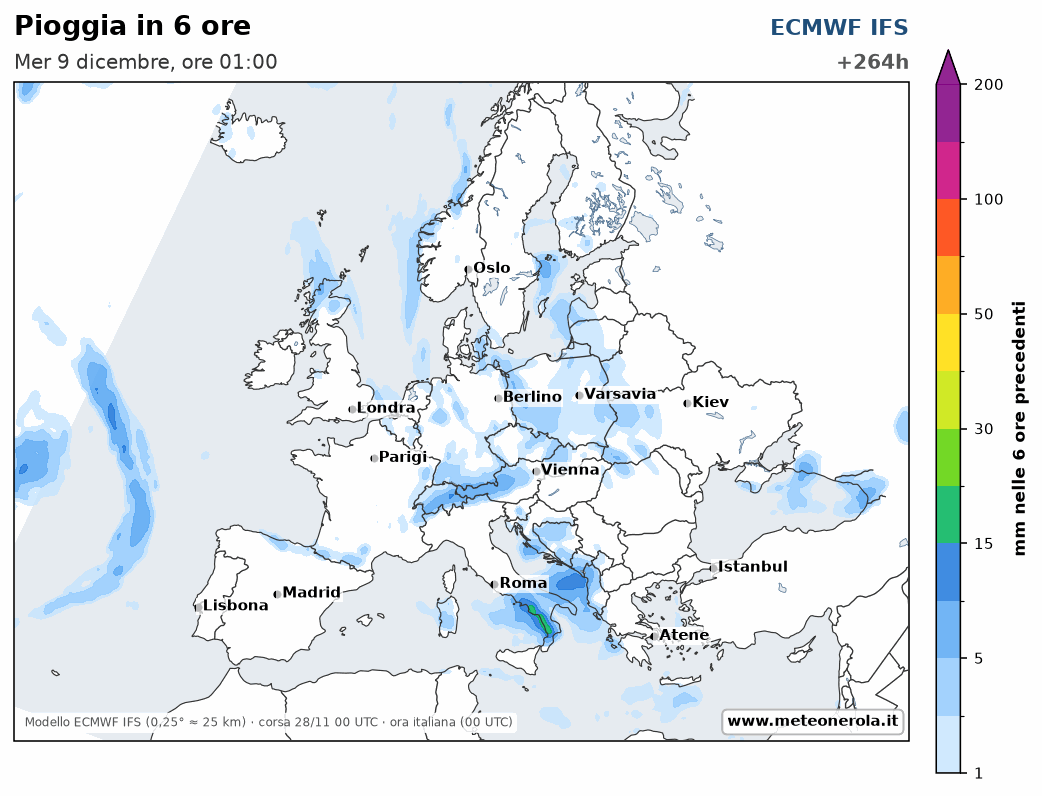 Pioggia in 6 ore
ECMWF IFS
Mer 9 dicembre, ore 01:00
+264h
Oslo
Berlino
Varsavia
Kiev
Londra
Parigi
Vienna
Istanbul
Roma
Madrid
Lisbona
Atene
Modello ECMWF IFS (0,25° ≈ 25 km) · corsa 28/11 00 UTC · ora italiana (00 UTC)
www.meteonerola.it
200
100
50
30
15
5
1
mm nelle 6 ore precedenti